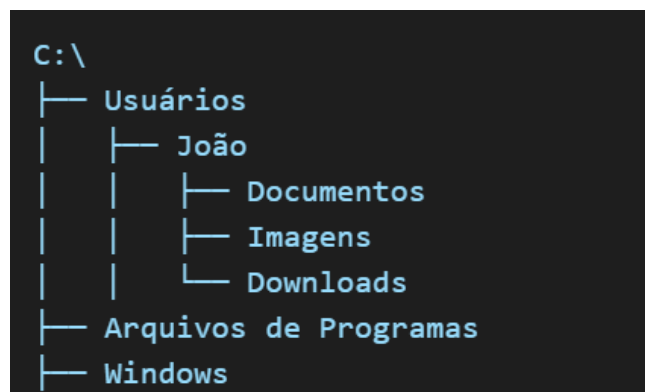 C:\
├── Usuários
│   ├── João
│   │   ├── Documentos
│   │   ├── Imagens
│   │   └── Downloads
├── Arquivos de Programas
├── Windows